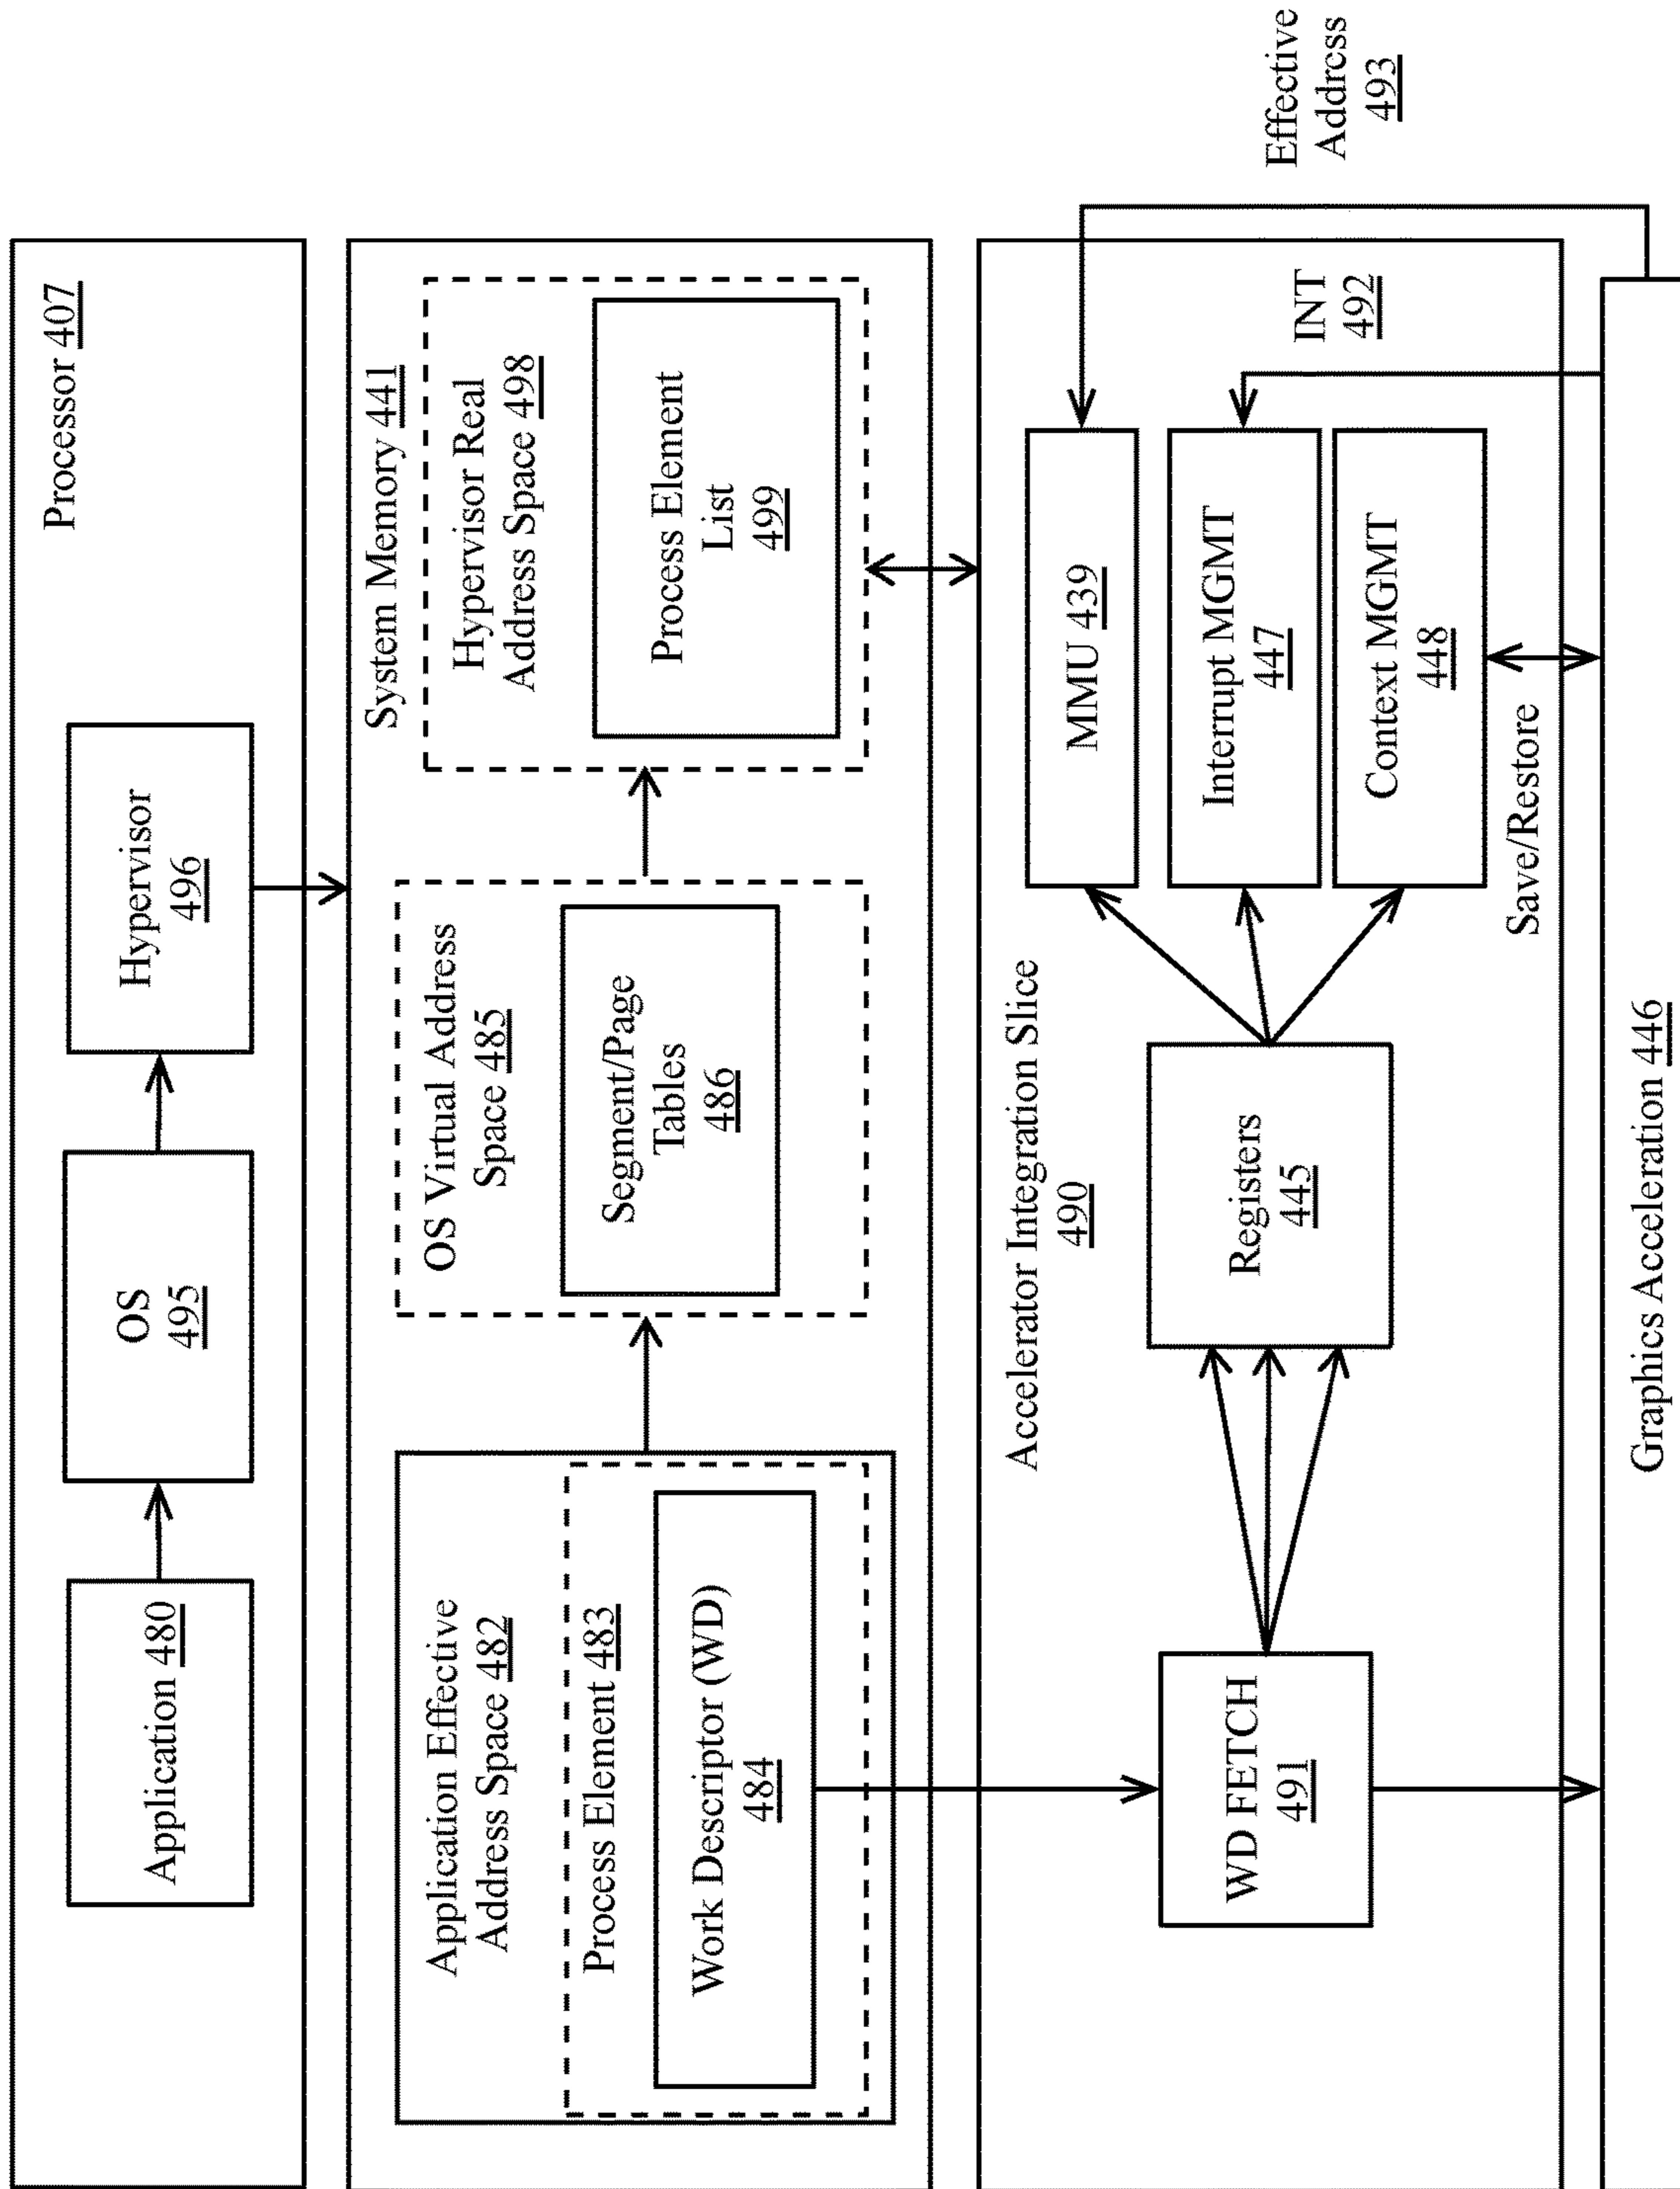 Processor 407
Application 480
OS
495
Hypervisor
496
System Memory 441
Application Effective
Address Space 482
Process Element 483
Work Descriptor (WD)
484
OS Virtual Address
Space 485
Segment/Page
Tables
486
Hypervisor Real
Address Space 498
Process Element
List
499
Accelerator Integration Slice
490
WD FETCH
491
Registers
445
MMU 439
Interrupt MGMT
447
Context MGMT
448
Save/Restore
INT
492
Effective
Address
493
Graphics Acceleration 446